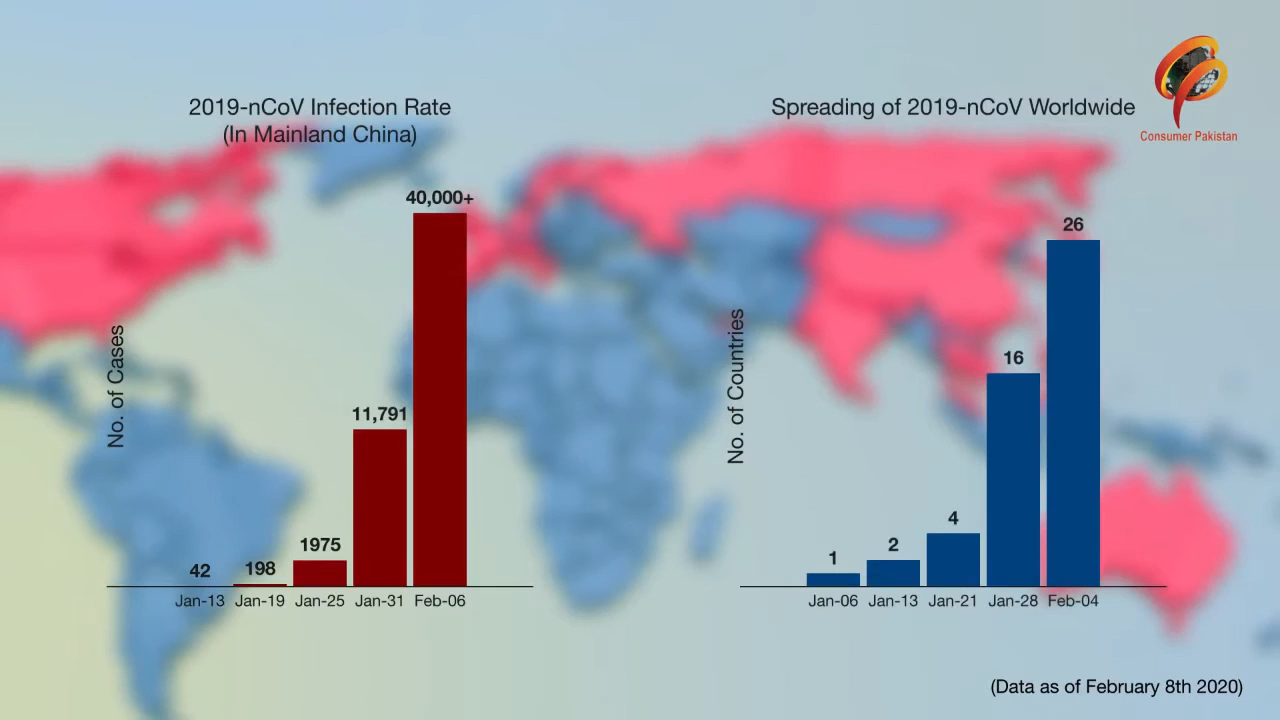 2019-nCoV Infection Rate
(In Mainland China)
No. of Cases
42
198
1975
11,791
40,000+
Jan-13 Jan-19 Jan-25 Jan-31 Feb-06
Spreading of 2019-nCoV Worldwide
No. of Countries
1
2
4
16
26
Jan-06 Jan-13 Jan-21 Jan-28 Feb-04
Consumer Pakistan
(Data as of February 8th 2020)